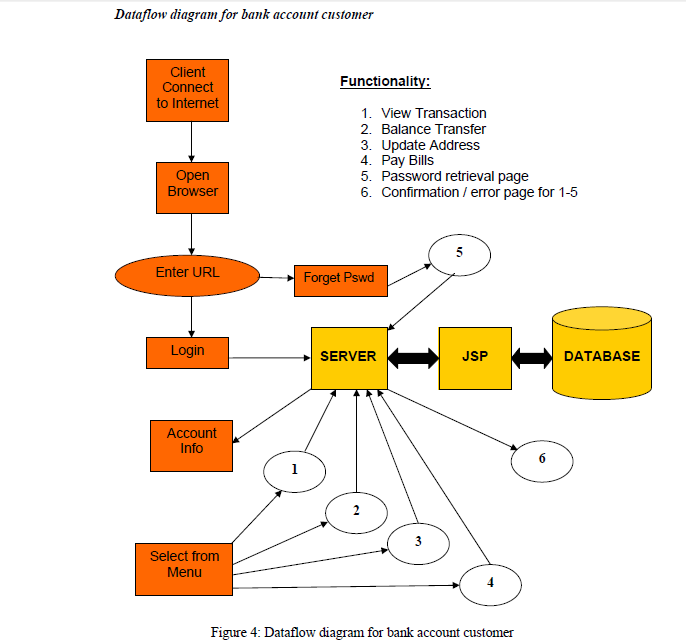 Dataflow diagram for bank account customer
Client
Connect
to Internet
Functionality:
1. View Transaction
2. Balance Transfer
3. Update Address
4. Pay Bills
5. Password retrieval page
6. Confirmation / error page for 1-5
Open
Browser
5
Enter URL
Forget Pswd
Login
SERVER
JSP
DATABASE
Account
Info
1
6
2
3
Select from
Menu
4
Figure 4: Dataflow diagram for bank account customer